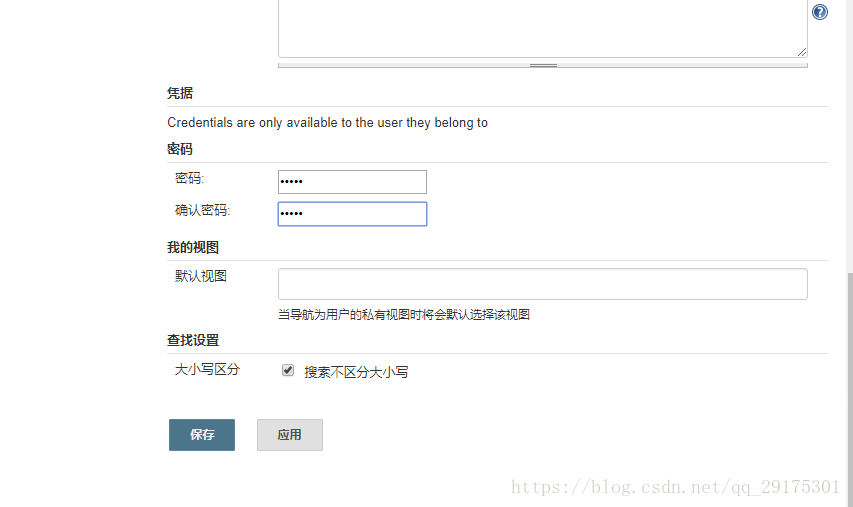 ?
凭据
Credentials are only available to the user they belong to
密码
密码: •••••
确认密码: •••••
我的视图
默认视图
当导航为用户的私有视图时将会默认选择该视图
查找设置
大小写区分 搜索不区分大小写
保存 应用
https://blog.csdn.net/qq_29175301